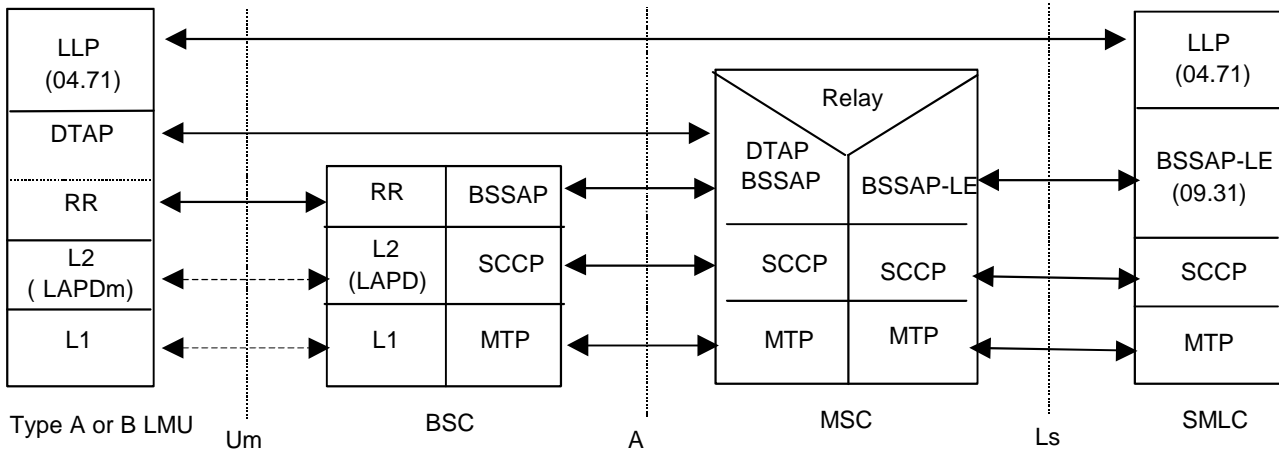 LLP
(04.71)
DTAP
RR
L2
( LAPDm)
L1
Type A or B LMU
Um
RR
BSSAP
L2
(LAPD)
SCCP
L1
MTP
BSC
A
Relay
DTAP
BSSAP
BSSAP-LE
SCCP
SCCP
MTP
MTP
MSC
Ls
LLP
(04.71)
BSSAP-LE
(09.31)
SCCP
MTP
SMLC